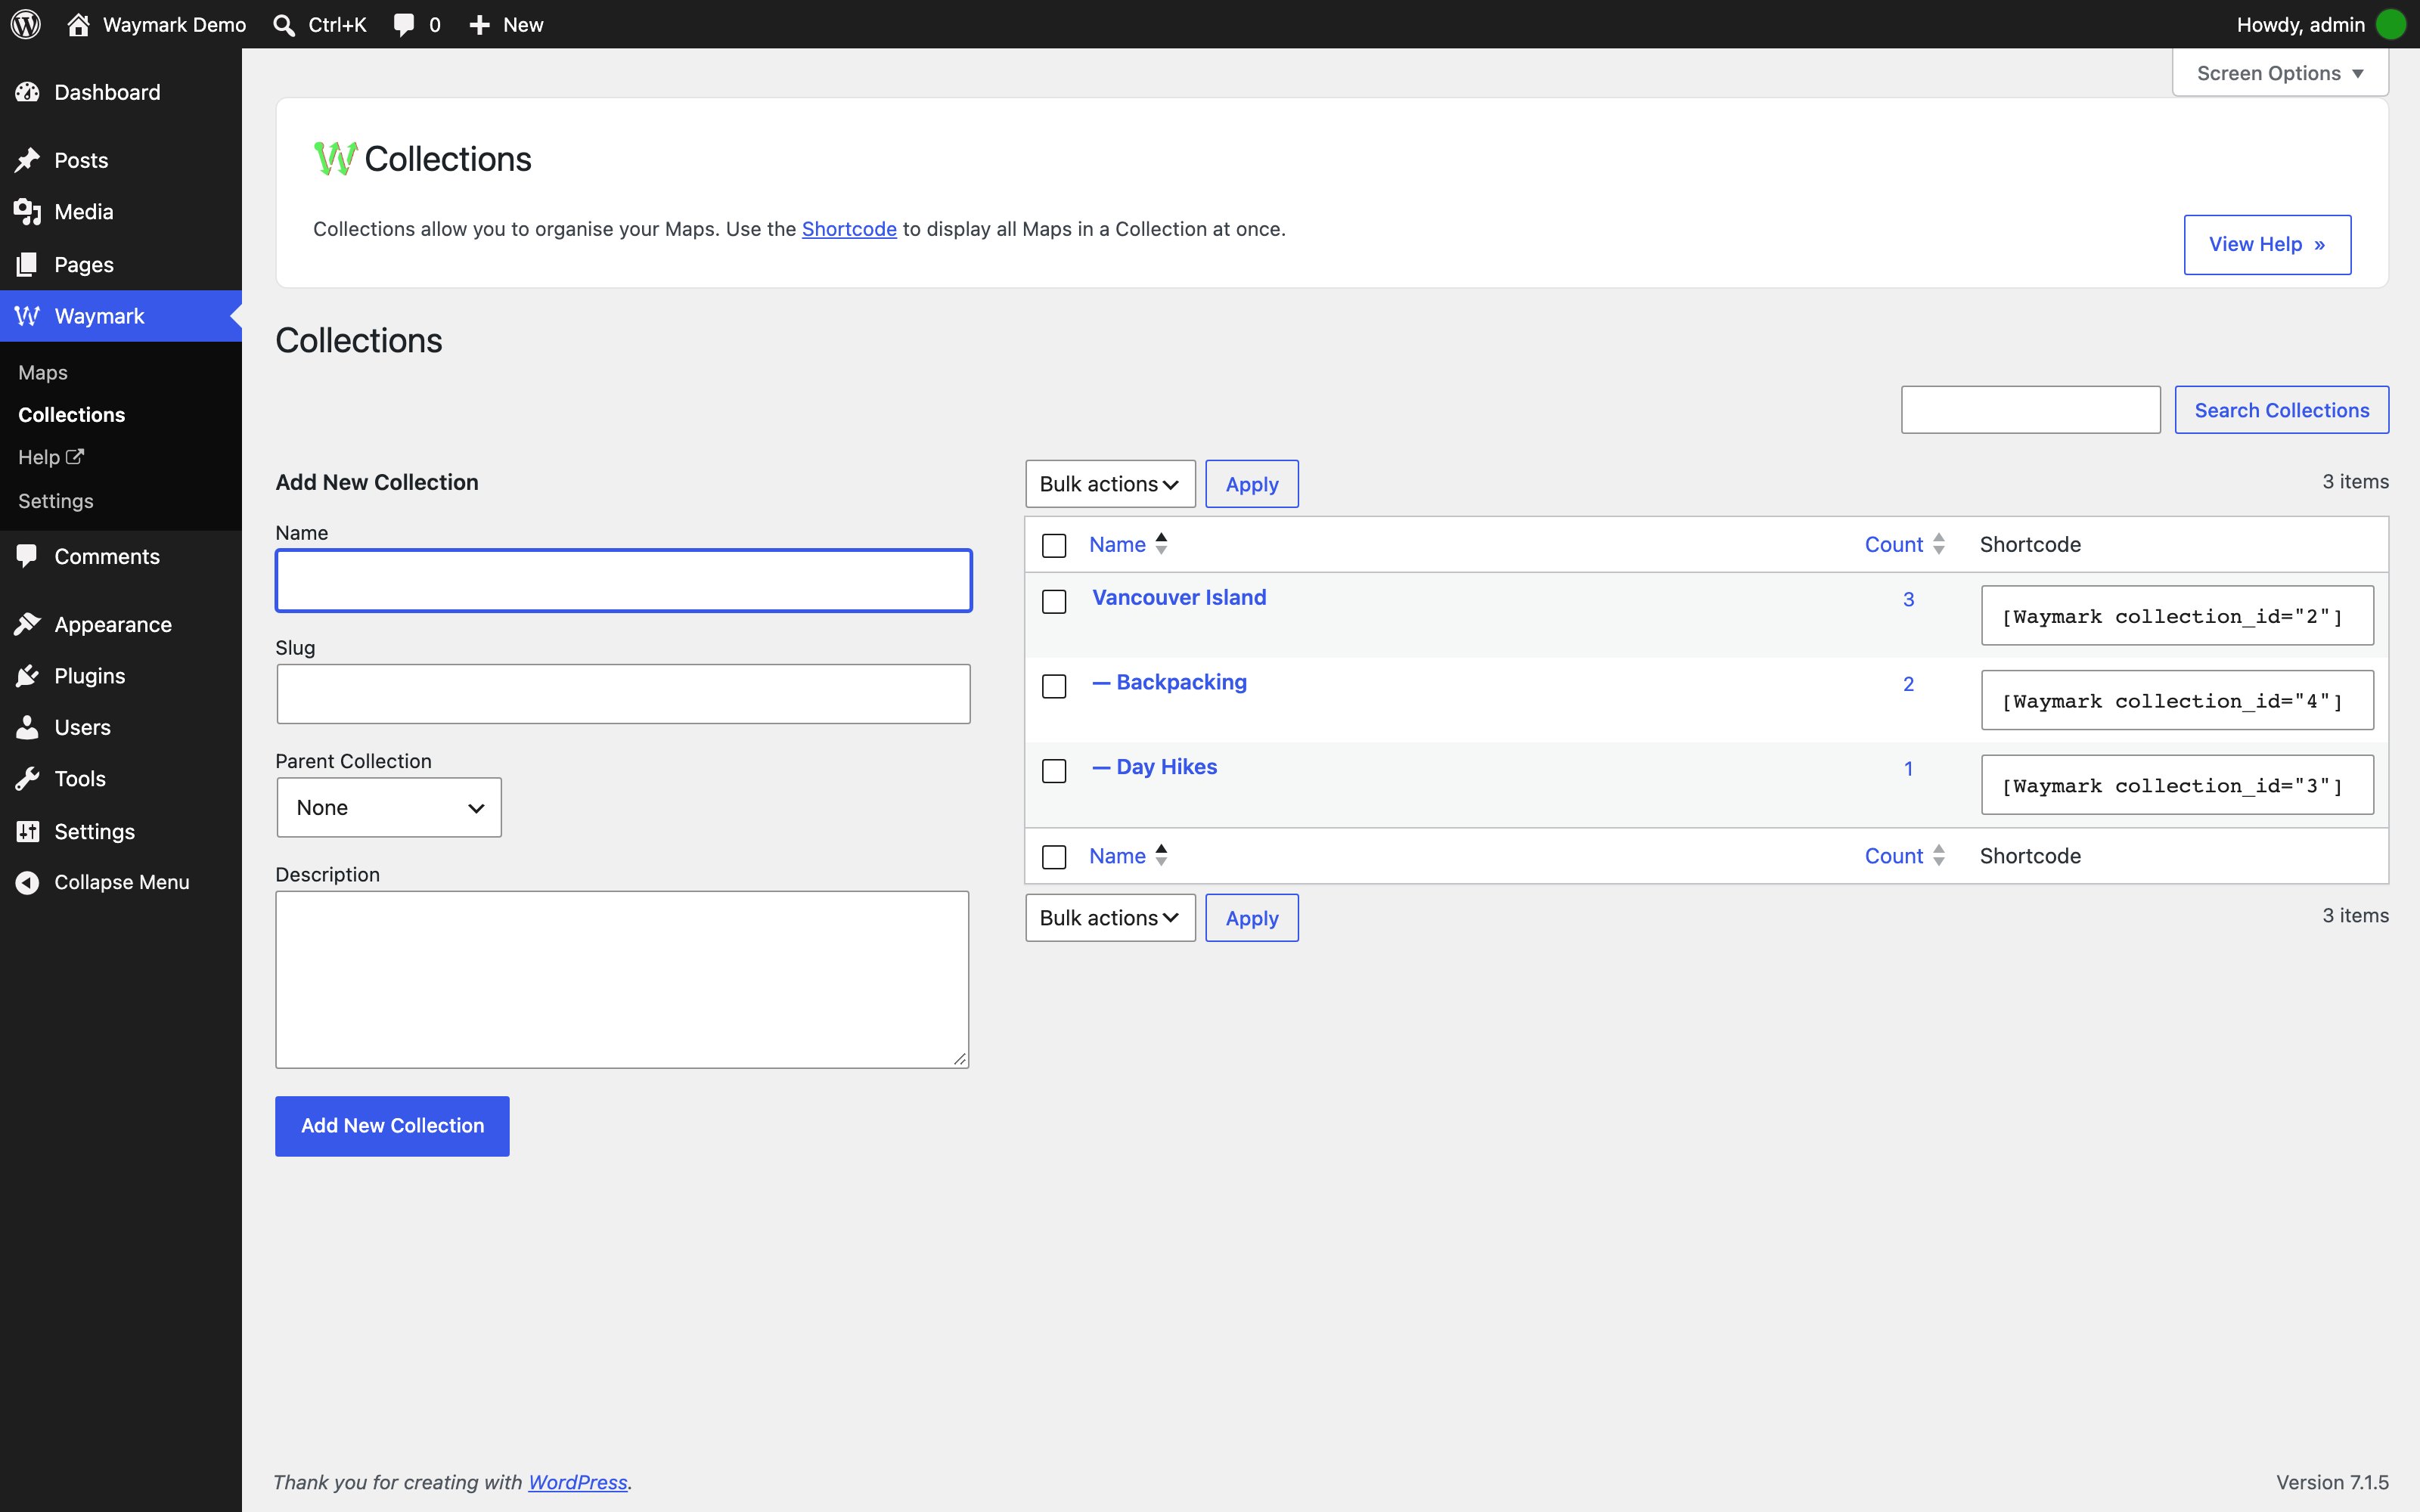 Waymark Demo Ctrl+K 0 New Howdy, admin
Screen Options
Dashboard
Posts
Media
Pages
Waymark
Maps
Collections
Help
Settings
Comments
Appearance
Plugins
Users
Tools
Settings
Collapse Menu
Collections
Collections allow you to organise your Maps. Use the Shortcode to display all Maps in a Collection at once.
View Help »
Collections
Search Collections
Add New Collection
Name
Slug
Parent Collection
None
Description
Add New Collection
Bulk actions Apply 3 items
Name Count Shortcode
Vancouver Island 3 [Waymark collection_id="2"]
— Backpacking 2 [Waymark collection_id="4"]
— Day Hikes 1 [Waymark collection_id="3"]
Name Count Shortcode
Bulk actions Apply 3 items
Thank you for creating with WordPress. Version 7.1.5